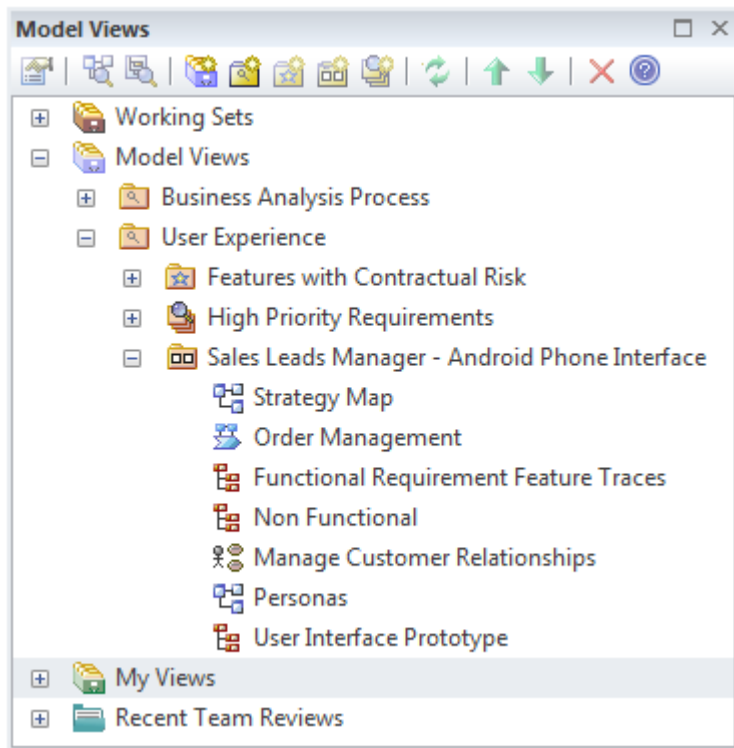 Model Views
Working Sets
Model Views
Business Analysis Process
User Experience
Features with Contractual Risk
High Priority Requirements
Sales Leads Manager - Android Phone Interface
Strategy Map
Order Management
Functional Requirement Feature Traces
Non Functional
Manage Customer Relationships
Personas
User Interface Prototype
My Views
Recent Team Reviews